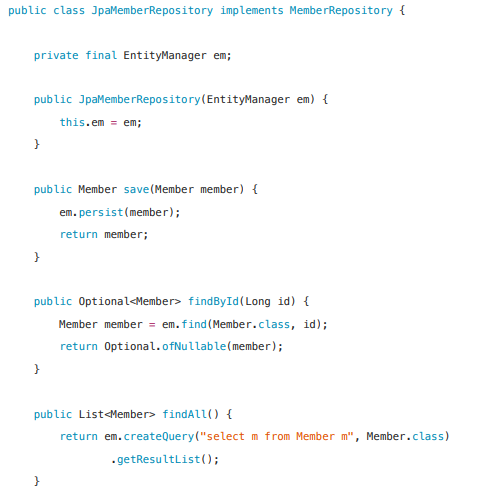 public class JpaMemberRepository implements MemberRepository {
private final EntityManager em;
public JpaMemberRepository(EntityManager em) {
this.em = em;
}
public Member save(Member member) {
em.persist(member);
return member;
}
public Optional<Member> findById(Long id) {
Member member = em.find(Member.class, id);
return Optional.ofNullable(member);
}
public List<Member> findAll() {
return em.createQuery("select m from Member m", Member.class)
.getResultList();
}